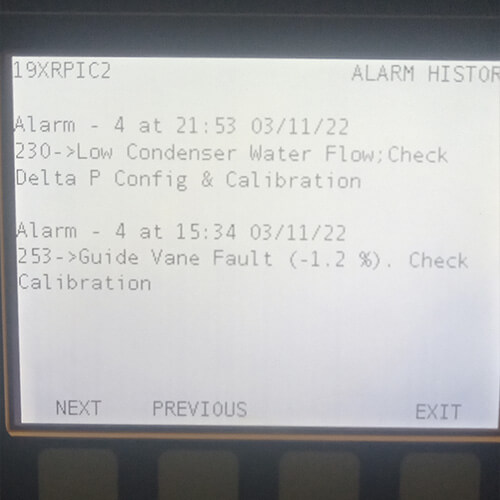 19XRPIC2 ALARM HISTOR
Alarm - 4 at 21:53 03/11/22
230->Low Condenser Water Flow;Check
Delta P Config & Calibration
Alarm - 4 at 15:34 03/11/22
253->Guide Vane Fault (-1.2 %). Check
Calibration
NEXT PREVIOUS EXIT